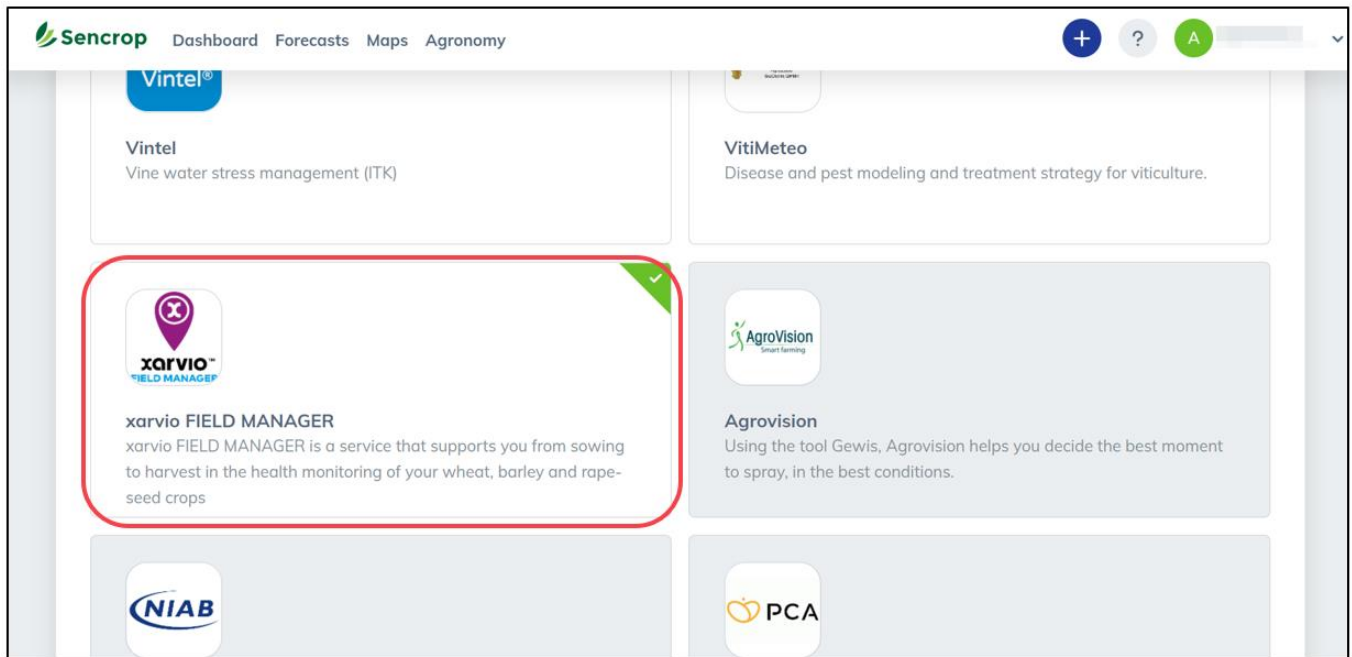 Sencrop Dashboard Forecasts Maps Agronomy + ? A
Vintel®
Vintel
Vine water stress management (ITK)
VitiMeteo
Disease and pest modeling and treatment strategy for viticulture.
xarvio™
FIELD MANAGER
xarvio FIELD MANAGER
xarvio FIELD MANAGER is a service that supports you from sowing
to harvest in the health monitoring of your wheat, barley and rape-
seed crops
AgroVision
Smart farming
Agrovision
Using the tool Gewis, Agrovision helps you decide the best moment
to spray, in the best conditions.
NIAB
PCA